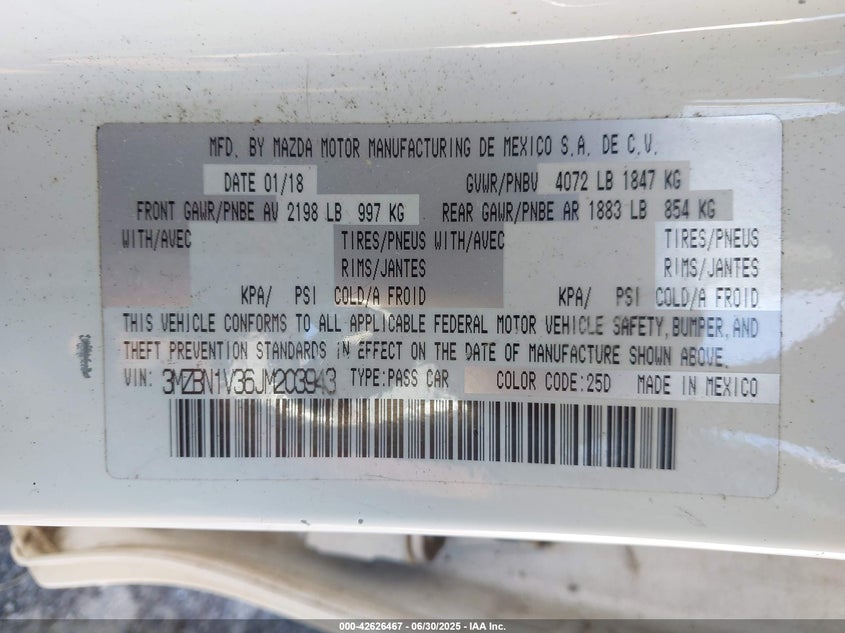 MFD. BY MAZDA MOTOR MANUFACTURING DE MEXICO S.A. DE C.V.
DATE 01/18 GVWR/PNBV 4072 LB 1847 KG
FRONT GAWR/PNBE AV 2198 LB 997 KG REAR GAWR/PNBE AR 1883 LB 854 KG
WITH/AVEC TIRES/PNEUS WITH/AVEC TIRES/PNEUS
RIMS/JANTES RIMS/JANTES
KPA/ PSI COLD/A FROID KPA/ PSI COLD/A FROID
THIS VEHICLE CONFORMS TO ALL APPLICABLE FEDERAL MOTOR VEHICLE SAFETY, BUMPER, AND
THEFT PREVENTION STANDARDS IN EFFECT ON THE DATE OF MANUFACTURE SHOWN ABOVE.
VIN: 3MZBN1V36JM203943 TYPE:PASS CAR COLOR CODE:25D MADE IN MEXICO
000-42626467 - 06/30/2025 - IAA Inc.